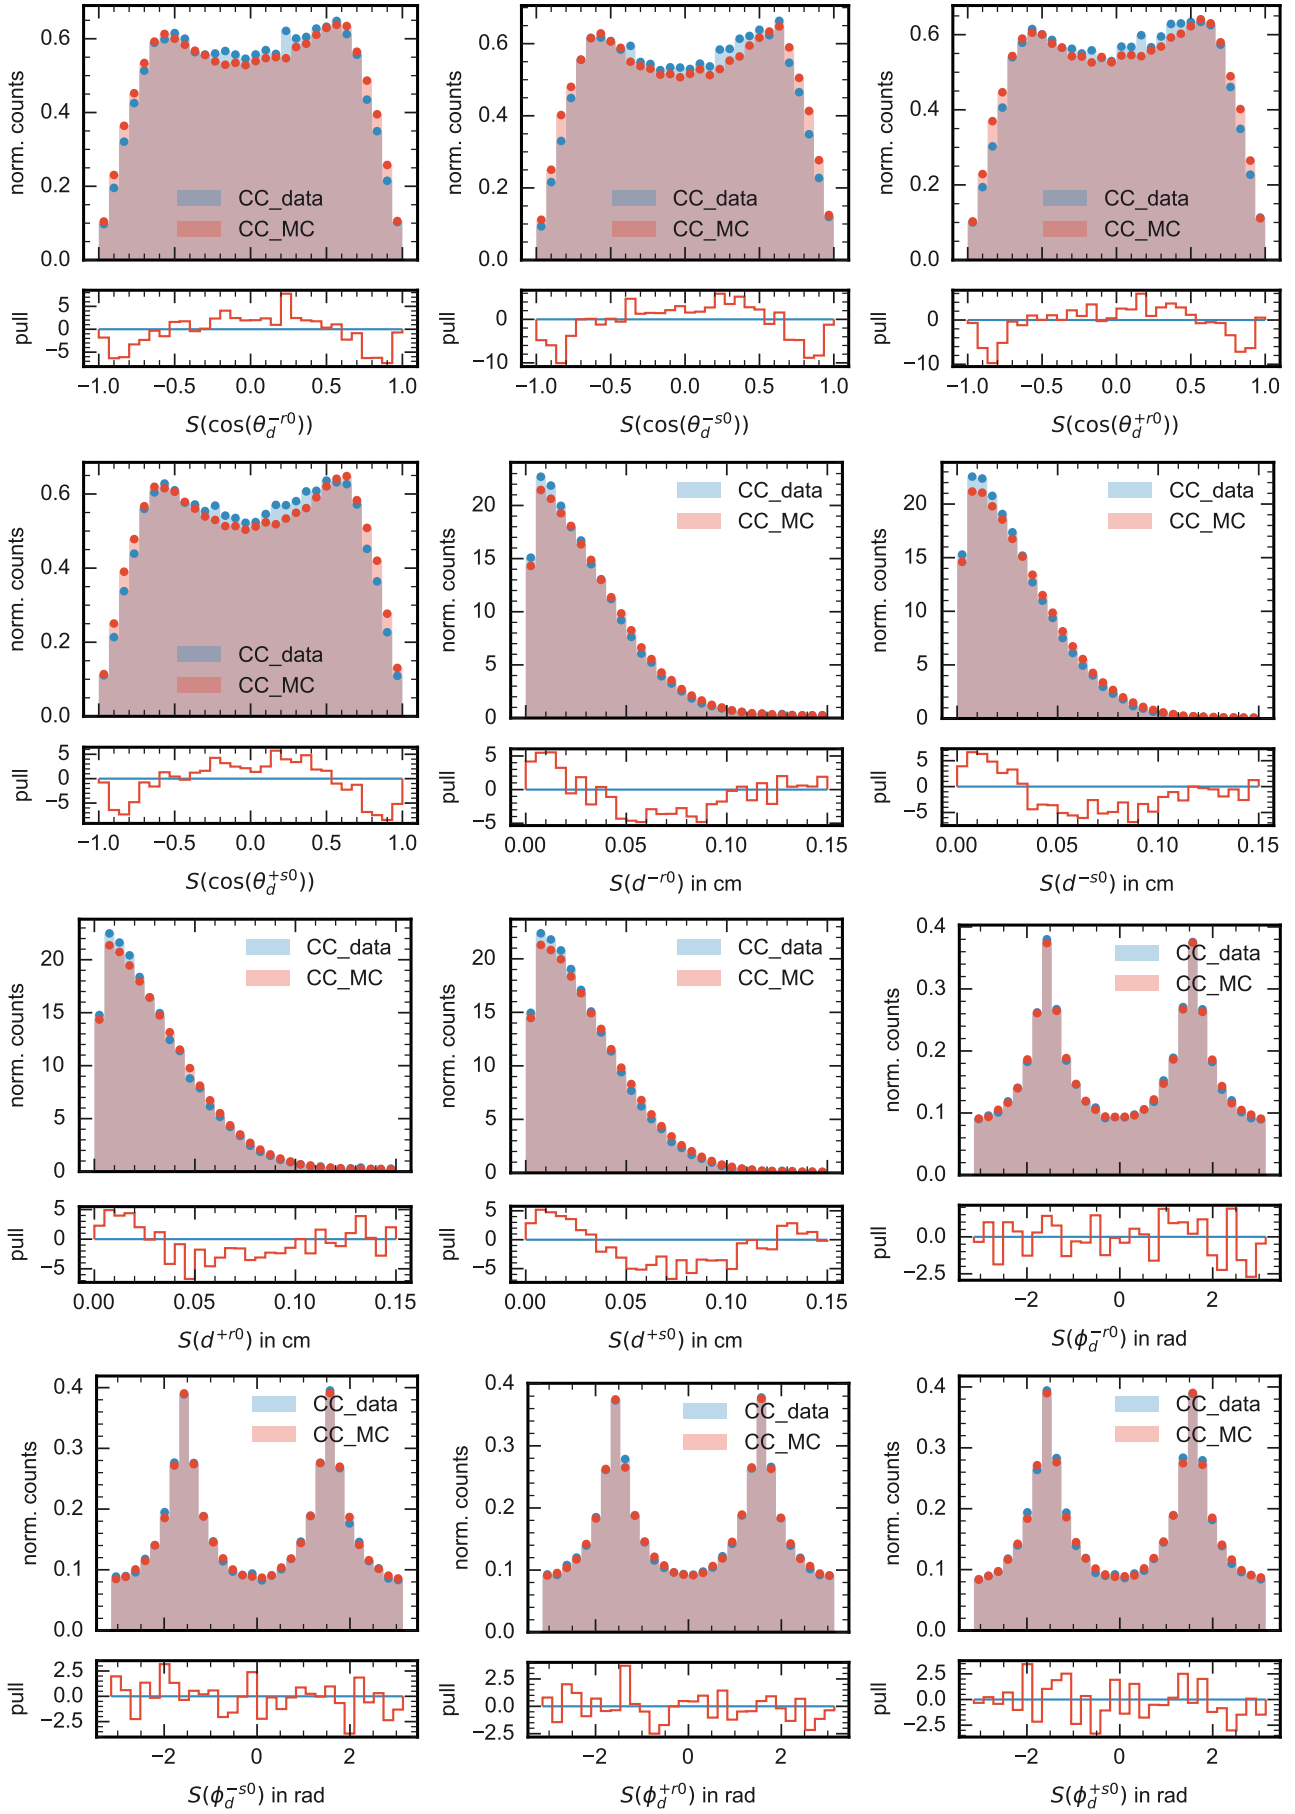 norm. counts
0.6
0.4
0.2
0.0
CC_data
CC_MC
pull
5
0
−5
−1.0 −0.5 0.0 0.5 1.0
S(cos(θ_d^{−r0}))
norm. counts
0.6
0.4
0.2
0.0
CC_data
CC_MC
pull
0
−10
−1.0 −0.5 0.0 0.5 1.0
S(cos(θ_d^{−s0}))
norm. counts
0.6
0.4
0.2
0.0
CC_data
CC_MC
pull
0
−10
−1.0 −0.5 0.0 0.5 1.0
S(cos(θ_d^{+r0}))
norm. counts
0.6
0.4
0.2
0.0
CC_data
CC_MC
pull
5
0
−5
−1.0 −0.5 0.0 0.5 1.0
S(cos(θ_d^{+s0}))
norm. counts
20
15
10
5
0
CC_data
CC_MC
pull
5
0
−5
0.00 0.05 0.10 0.15
S(d^{−r0}) in cm
norm. counts
20
15
10
5
0
CC_data
CC_MC
pull
5
0
−5
0.00 0.05 0.10 0.15
S(d^{−s0}) in cm
norm. counts
20
15
10
5
0
CC_data
CC_MC
pull
5
0
−5
0.00 0.05 0.10 0.15
S(d^{+r0}) in cm
norm. counts
20
15
10
5
0
CC_data
CC_MC
pull
5
0
−5
0.00 0.05 0.10 0.15
S(d^{+s0}) in cm
norm. counts
0.4
0.3
0.2
0.1
0.0
CC_data
CC_MC
pull
0.0
−2.5
−2 0 2
S(ϕ_d^{−r0}) in rad
norm. counts
0.4
0.3
0.2
0.1
0.0
CC_data
CC_MC
pull
2.5
0.0
−2.5
−2 0 2
S(ϕ_d^{−s0}) in rad
norm. counts
0.4
0.3
0.2
0.1
0.0
CC_data
CC_MC
pull
2.5
0.0
−2.5
−2 0 2
S(ϕ_d^{+r0}) in rad
norm. counts
0.4
0.3
0.2
0.1
0.0
CC_data
CC_MC
pull
2.5
0.0
−2.5
−2 0 2
S(ϕ_d^{+s0}) in rad